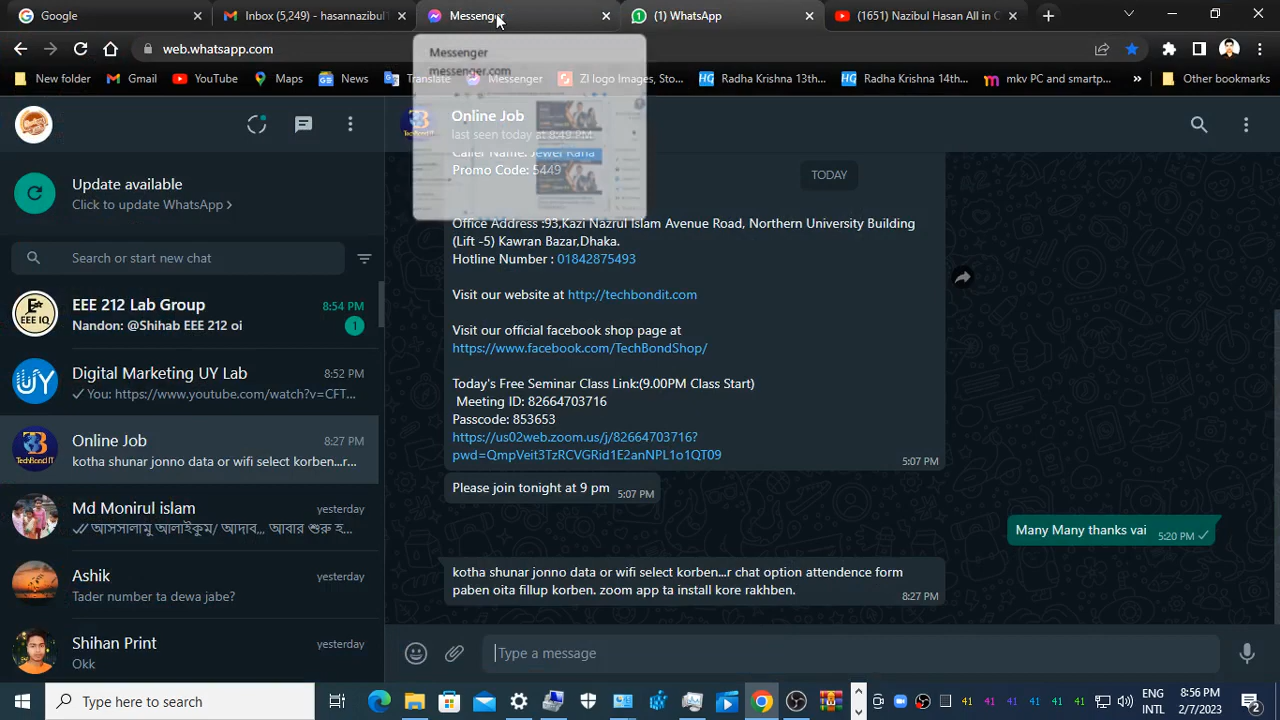 Google
Inbox (5,249) - hasannazibul
Messenger
(1) WhatsApp
(1651) Nazibul Hasan All in
web.whatsapp.com
New folder
Gmail
YouTube
Maps
News
Translate
Messenger
ZI logo Images, Sto...
Radha Krishna 13th...
Radha krishna 44th...
mkv PC and smartp...
Other bookmarks
Messenger
messenger.com
Online Job
last seen today at 8:49 PM
Update available
Click to update WhatsApp
Search or start new chat
EEE 212 Lab Group
8:54 PM
Nandon: @Shihab EEE 212 oi
1
Digital Marketing UY Lab
8:52 PM
You: https://www.youtube.com/watch?v=CFT...
Online Job
8:27 PM
kotha shunar jonno data or wifi select korben...r...
Md Monirul islam
yesterday
আসসালামু আলাইকুম/ আদাব,,, আবার শুরু হ...
Ashik
yesterday
Tader number ta dewa jabe?
Shihan Print
yesterday
Okk
TODAY
Caller Name: Jewel Rana
Promo Code: 5449
Office Address :93,Kazi Nazrul Islam Avenue Road, Northern University Building
(Lift -5) Kawran Bazar,Dhaka.
Hotline Number : 01842875493
Visit our website at http://techbondit.com
Visit our official facebook shop page at
https://www.facebook.com/TechBondShop/
Today's Free Seminar Class Link:(9.00PM Class Start)
Meeting ID: 82664703716
Passcode: 853653
https://us02web.zoom.us/j/82664703716?
pwd=QmpVeit3TzRCVGRid1E2anNPL1o1QT09
5:07 PM
Please join tonight at 9 pm
5:07 PM
Many Many thanks vai
5:20 PM
kotha shunar jonno data or wifi select korben...r chat option attendence form
paben oita fillup korben. zoom app ta install kore rakhben.
8:27 PM
Type a message
Type here to search
41
41
41
41
ENG
INTL
8:56 PM
2/7/2023
2